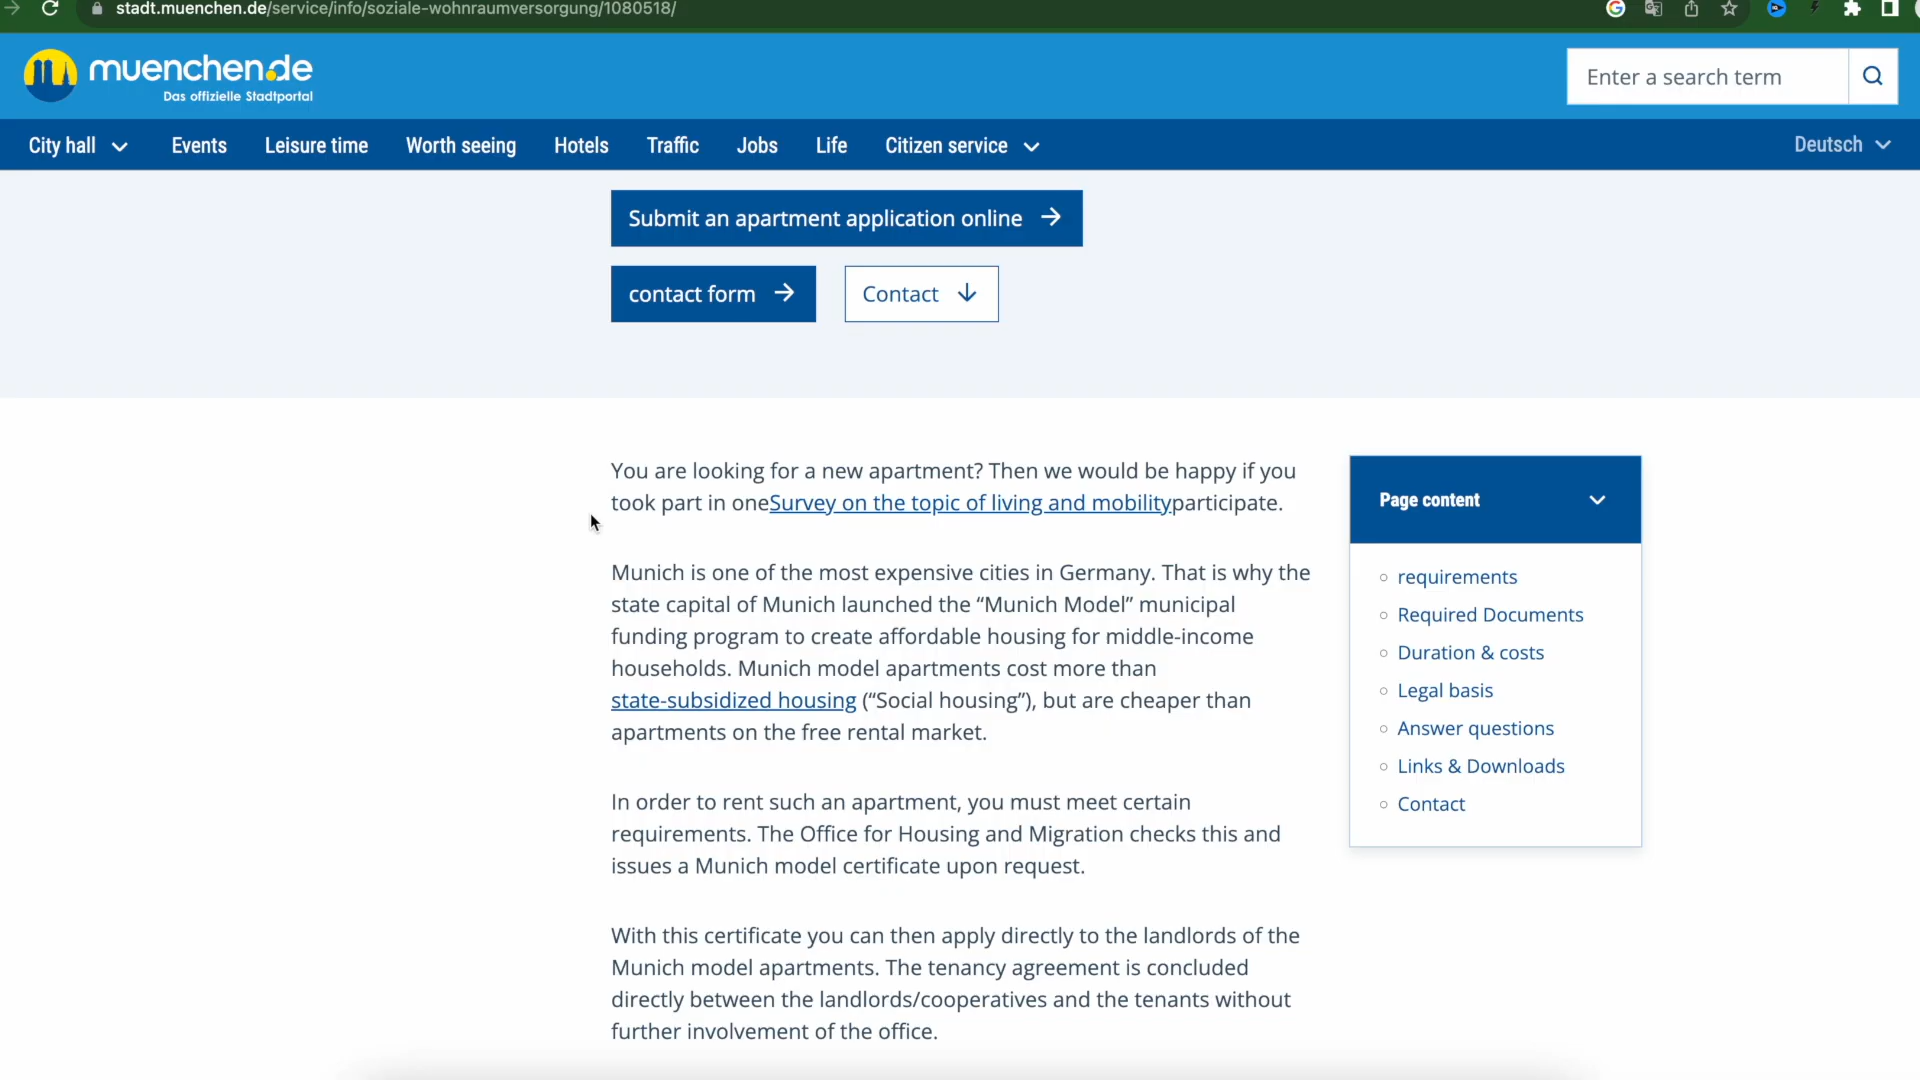 stadt.muenchen.de/service/info/soziale-wohnraumversorgung/1080518/
muenchen.de
Das offizielle Stadtportal
Enter a search term
City hall Events Leisure time Worth seeing Hotels Traffic Jobs Life Citizen service Deutsch
Submit an apartment application online
contact form Contact
You are looking for a new apartment? Then we would be happy if you
took part in oneSurvey on the topic of living and mobilityparticipate.
Munich is one of the most expensive cities in Germany. That is why the
state capital of Munich launched the “Munich Model” municipal
funding program to create affordable housing for middle-income
households. Munich model apartments cost more than
state-subsidized housing (“Social housing”), but are cheaper than
apartments on the free rental market.
In order to rent such an apartment, you must meet certain
requirements. The Office for Housing and Migration checks this and
issues a Munich model certificate upon request.
With this certificate you can then apply directly to the landlords of the
Munich model apartments. The tenancy agreement is concluded
directly between the landlords/cooperatives and the tenants without
further involvement of the office.
Page content
requirements
Required Documents
Duration & costs
Legal basis
Answer questions
Links & Downloads
Contact